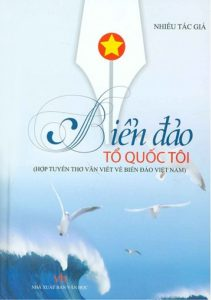 NHIỀU TÁC GIẢ
Biển đảo
TỔ QUỐC TÔI
(HỢP TUYỂN THƠ VĂN VIẾT VỀ BIỂN ĐẢO VIỆT NAM)
NHÀ XUẤT BẢN VĂN HỌC